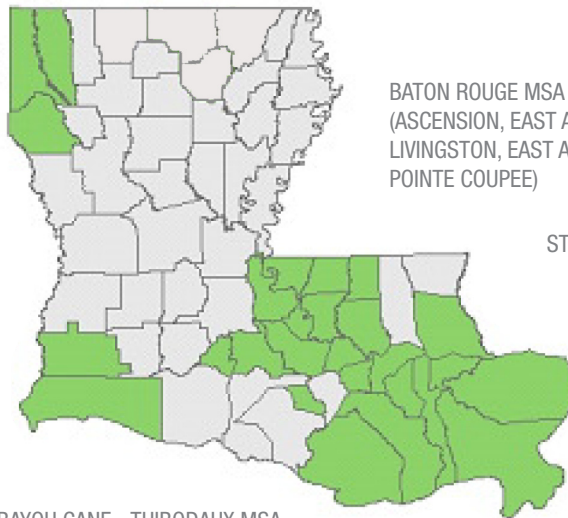 BATON ROUGE MSA
(ASCENSION, EAST
LIVINGSTON, EAST
POINTE COUPEE)
ST
BAYOU CANE - THIBODAUX MSA